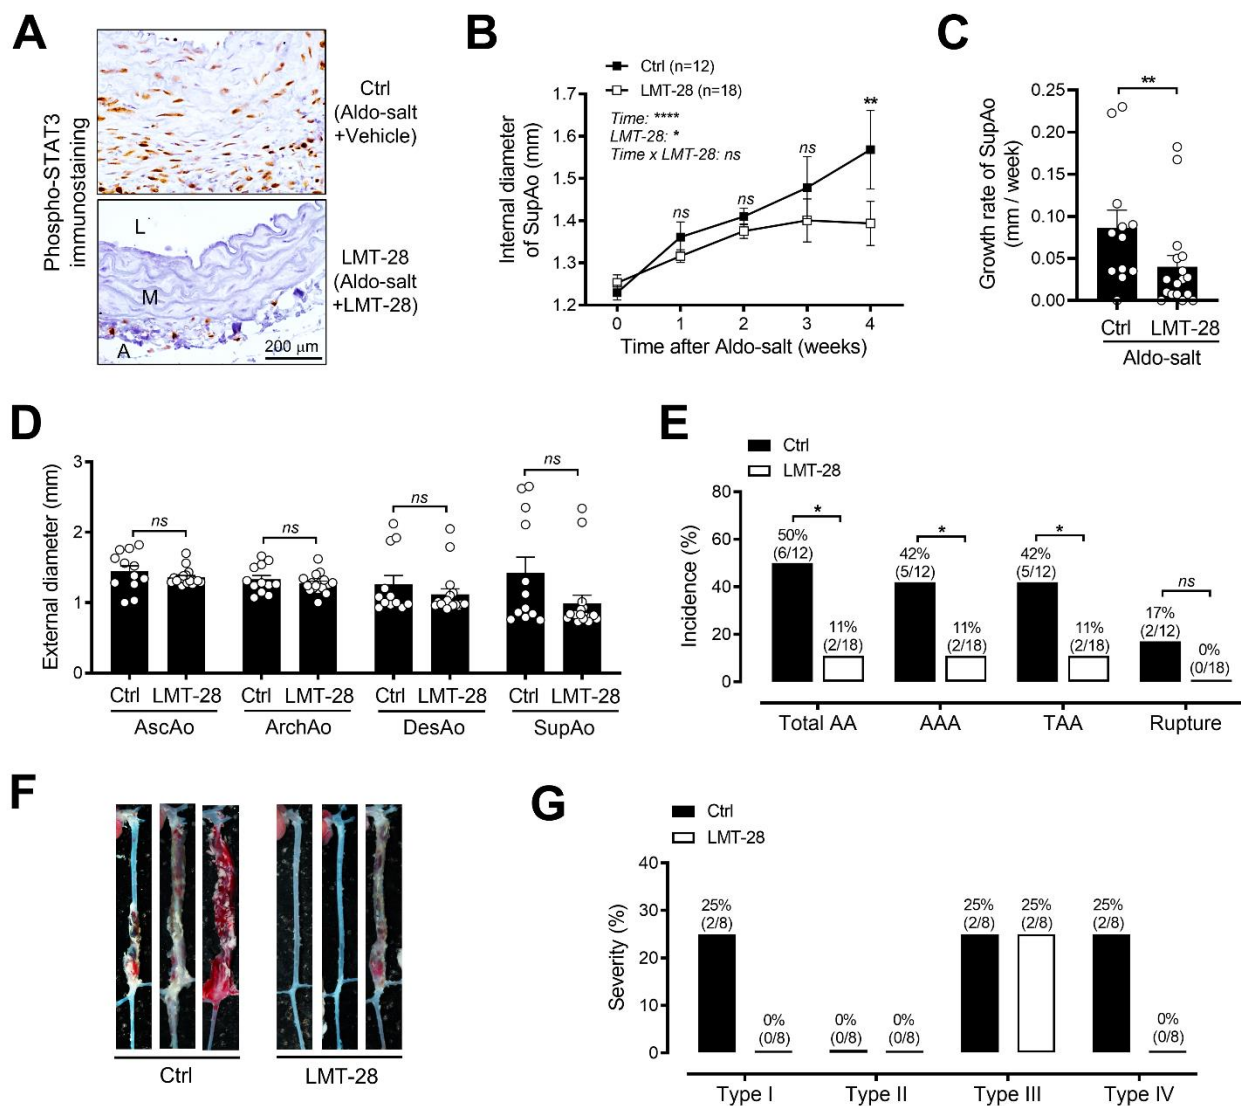 A
Phospho-STAT3
immunostaining
Ctrl
(Aldo-salt
+Vehicle)
L
M
A
200 µm
LMT-28
(Aldo-salt
+LMT-28)
B
Ctrl (n=12)
LMT-28 (n=18)
Time: ****
LMT-28: *
Time x LMT-28: ns
Internal diameter
of SupAo (mm)
1.7
1.6
1.5
1.4
1.3
1.2
ns
ns
ns
**
0 1 2 3 4
Time after Aldo-salt (weeks)
C
Growth rate of SupAo
(mm / week)
0.25
0.20
0.15
0.10
0.05
0.00
**
Ctrl LMT-28
Aldo-salt
D
External diameter (mm)
3
2
1
0
ns
ns
ns
ns
Ctrl LMT-28 Ctrl LMT-28 Ctrl LMT-28 Ctrl LMT-28
AscAo ArchAo DesAo SupAo
E
Ctrl
LMT-28
Incidence (%)
80
60
40
20
0
* * * ns
50%
(6/12)
11%
(2/18)
42%
(5/12)
11%
(2/18)
42%
(5/12)
11%
(2/18)
17%
(2/12)
0%
(0/18)
Total AA AAA TAA Rupture
F
Ctrl LMT-28
G
Ctrl
LMT-28
Severity (%)
40
30
20
10
0
25%
(2/8)
0%
(0/8)
0%
(0/8)
0%
(0/8)
25%
(2/8)
25%
(2/8)
25%
(2/8)
0%
(0/8)
Type I Type II Type III Type IV